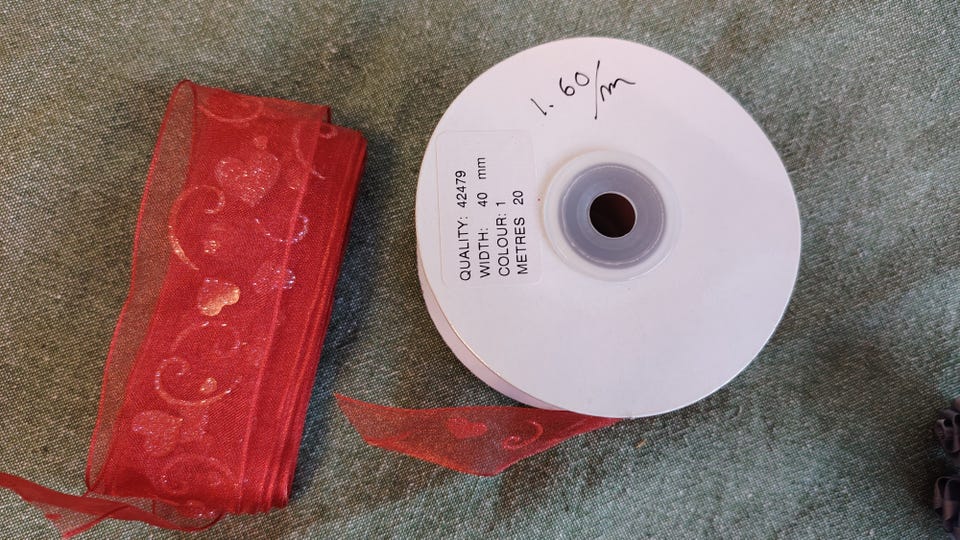 1.60/m
QUALITY: 42479
WIDTH: 40 mm
COLOUR: 1
METRES 20